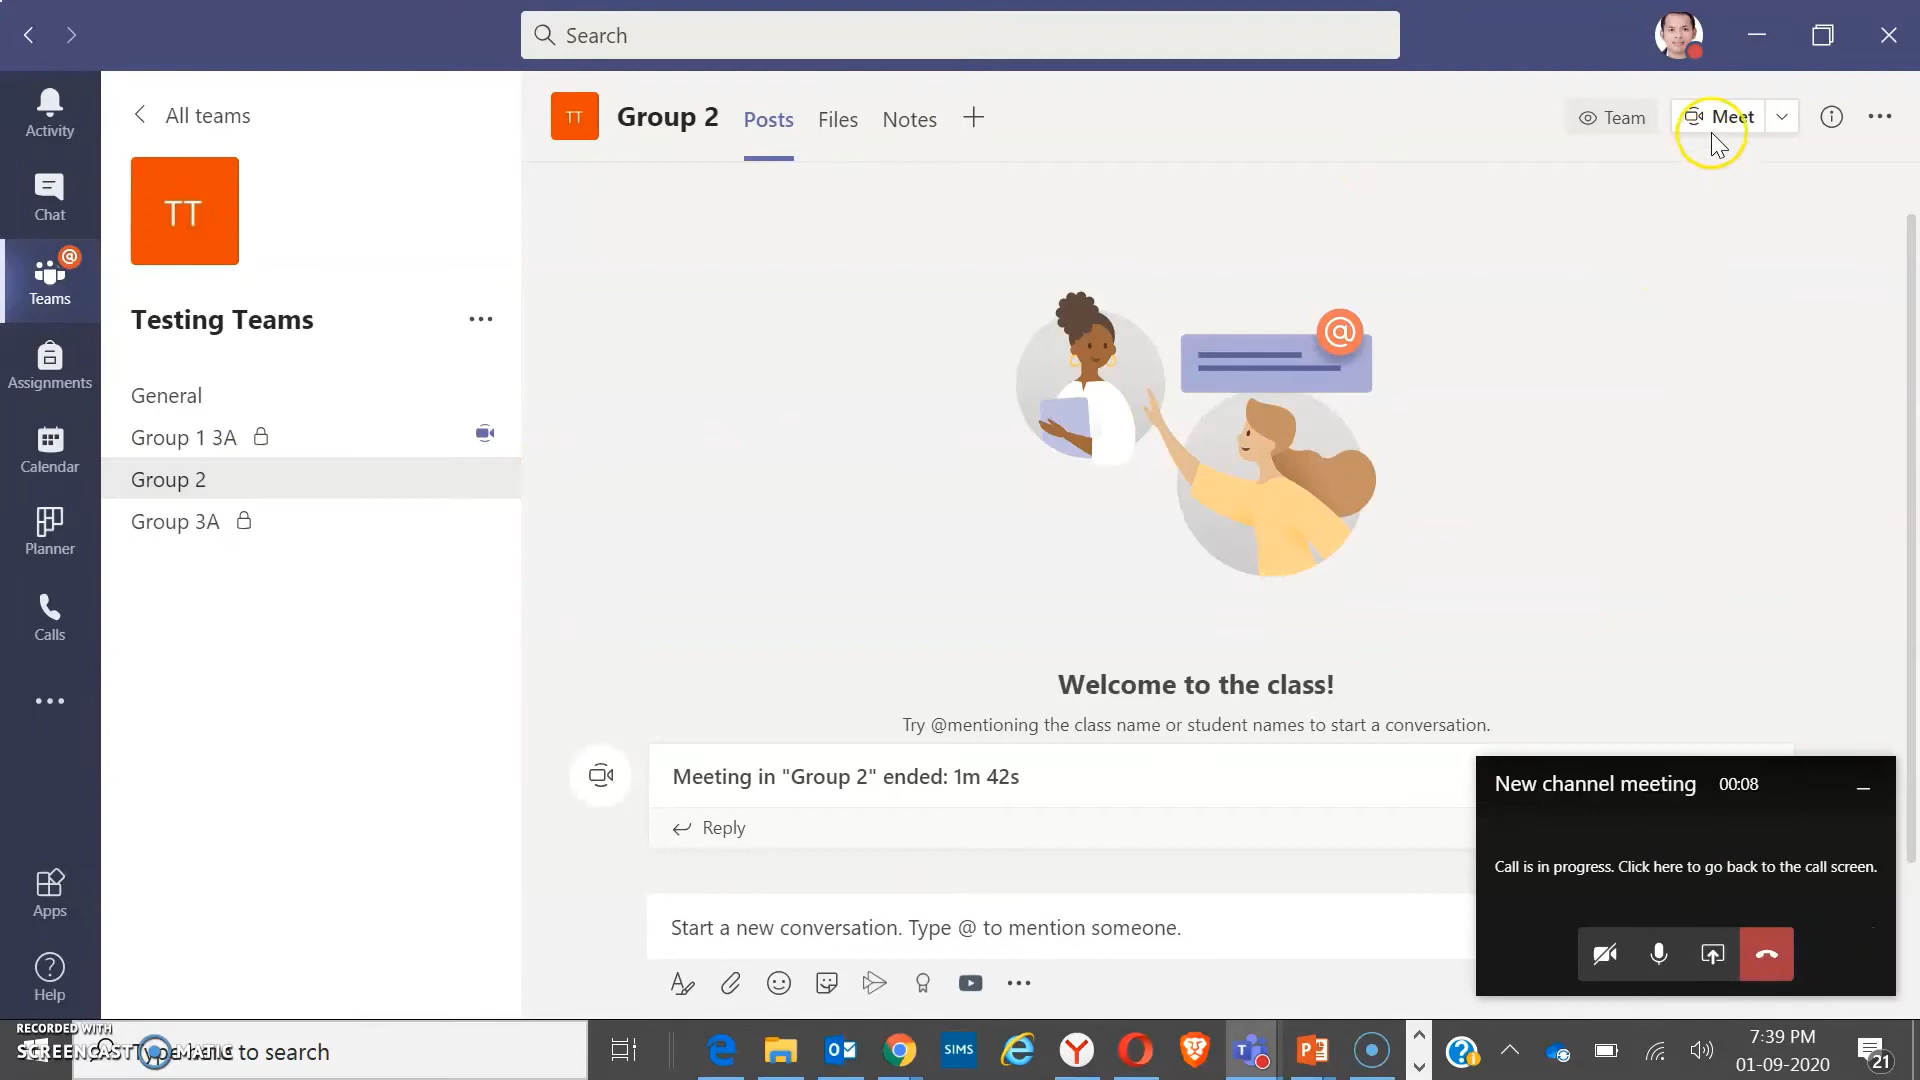 Search
Activity
Chat
@
Teams
Assignments
Calendar
Planner
Calls
Apps
Help
All teams
TT
Testing Teams
General
Group 1 3A
Group 2
Group 3A
TT
Group 2
Posts
Files
Notes
Team
Meet
@
Welcome to the class!
Try @mentioning the class name or student names to start a conversation.
Meeting in "Group 2" ended: 1m 42s
Reply
Start a new conversation. Type @ to mention someone.
New channel meeting 00:08
Call is in progress. Click here to go back to the call screen.
RECORDED WITH
SCREENCAST MATIC
to search
SIMS
7:39 PM
01-09-2020
21